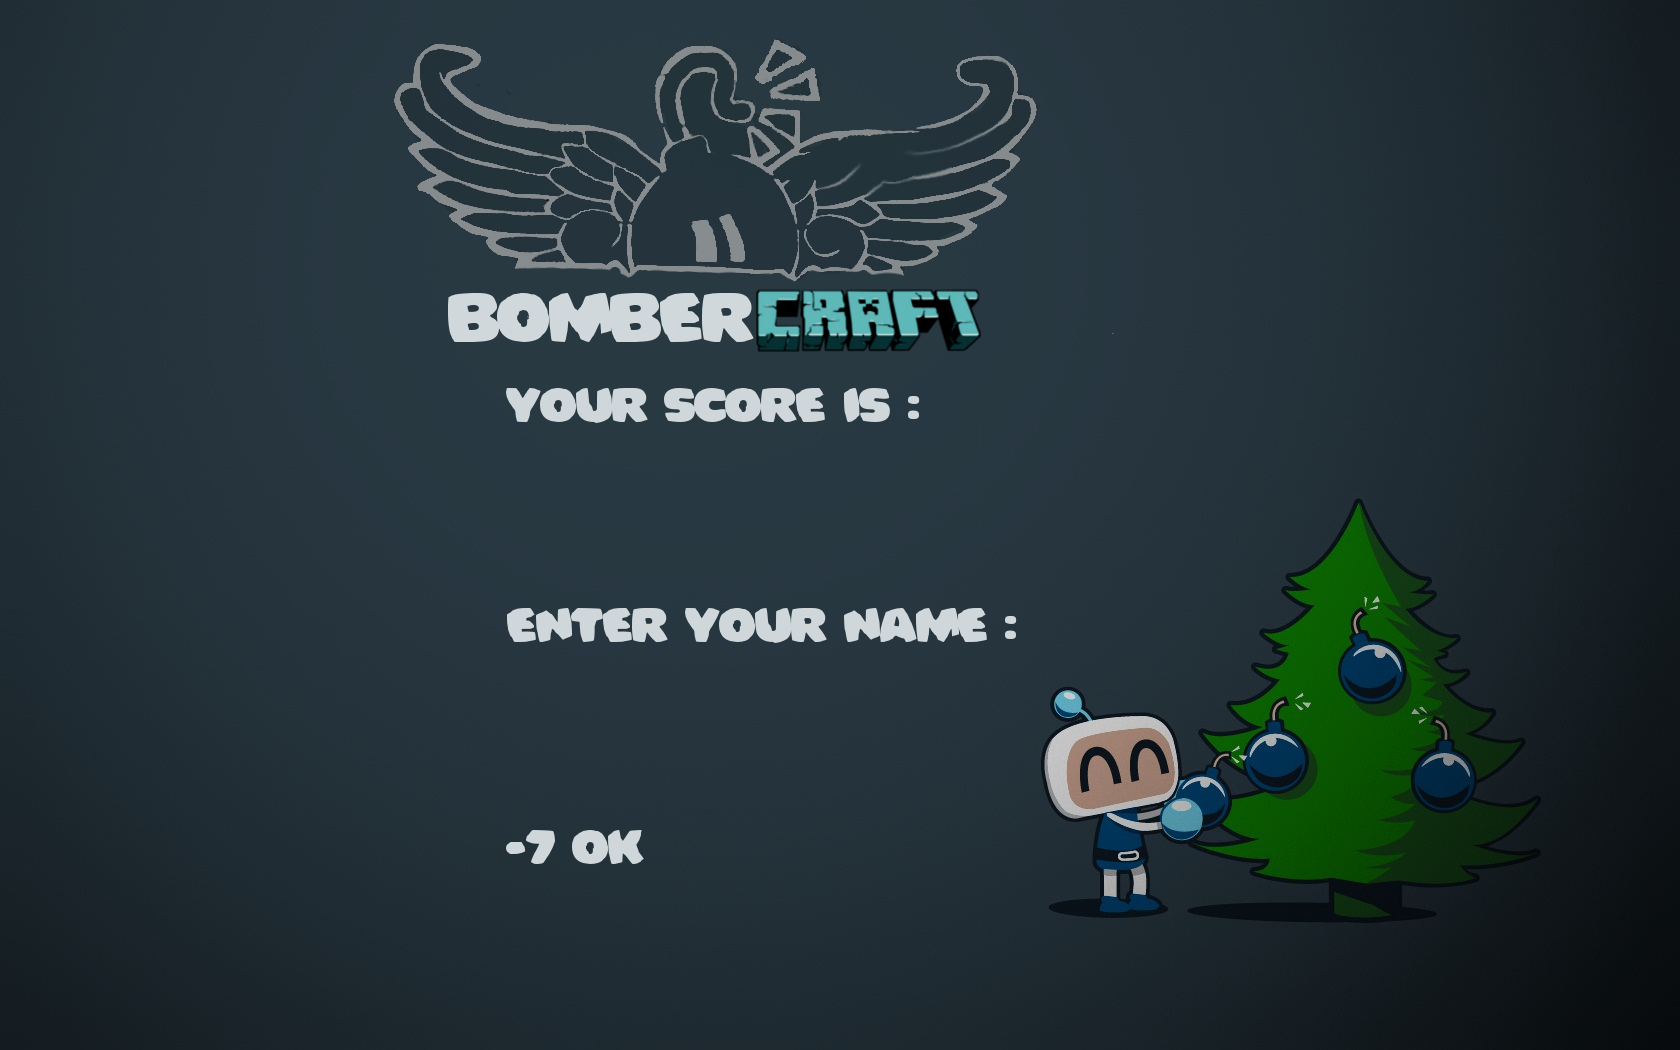 BOMBERCRAFT
YOUR SCORE IS :
ENTER YOUR NAME :
-7 OK